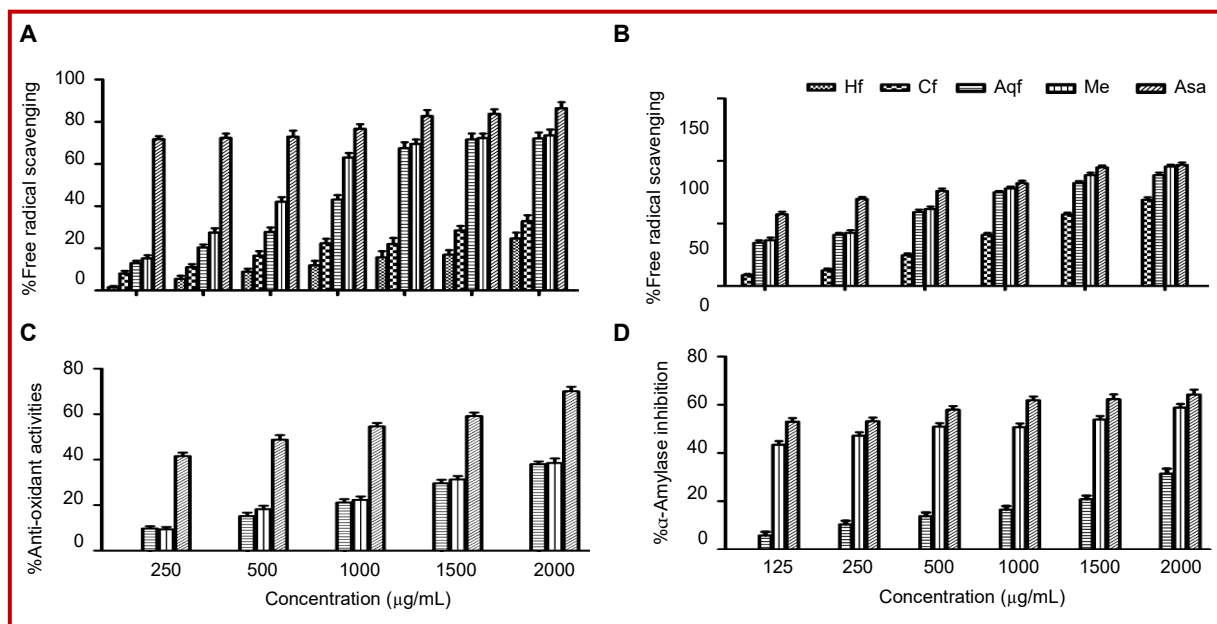 A
%Free radical scavenging
100
80
60
40
20
0
B
Hf Cf Aqf Me Asa
%Free radical scavenging
150
100
50
0
C
%Anti-oxidant activities
80
60
40
20
0
250 500 1000 1500 2000
Concentration (μg/mL)
D
%α-Amylase inhibition
80
60
40
20
0
125 250 500 1000 1500 2000
Concentration (μg/mL)